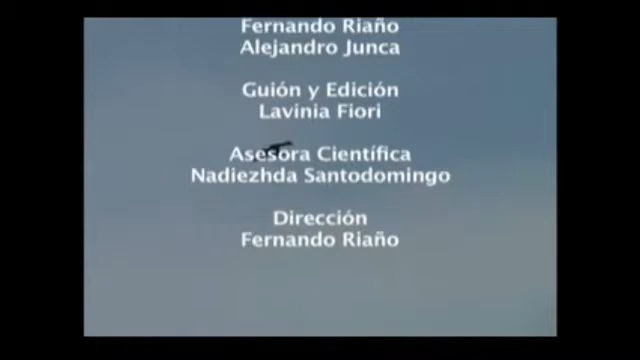 Fernando Riaño
Alejandro Junca
Guión y Edición
Lavinia Fiori
Asesora Científica
Nadiezhda Santodomingo
Dirección
Fernando Riaño